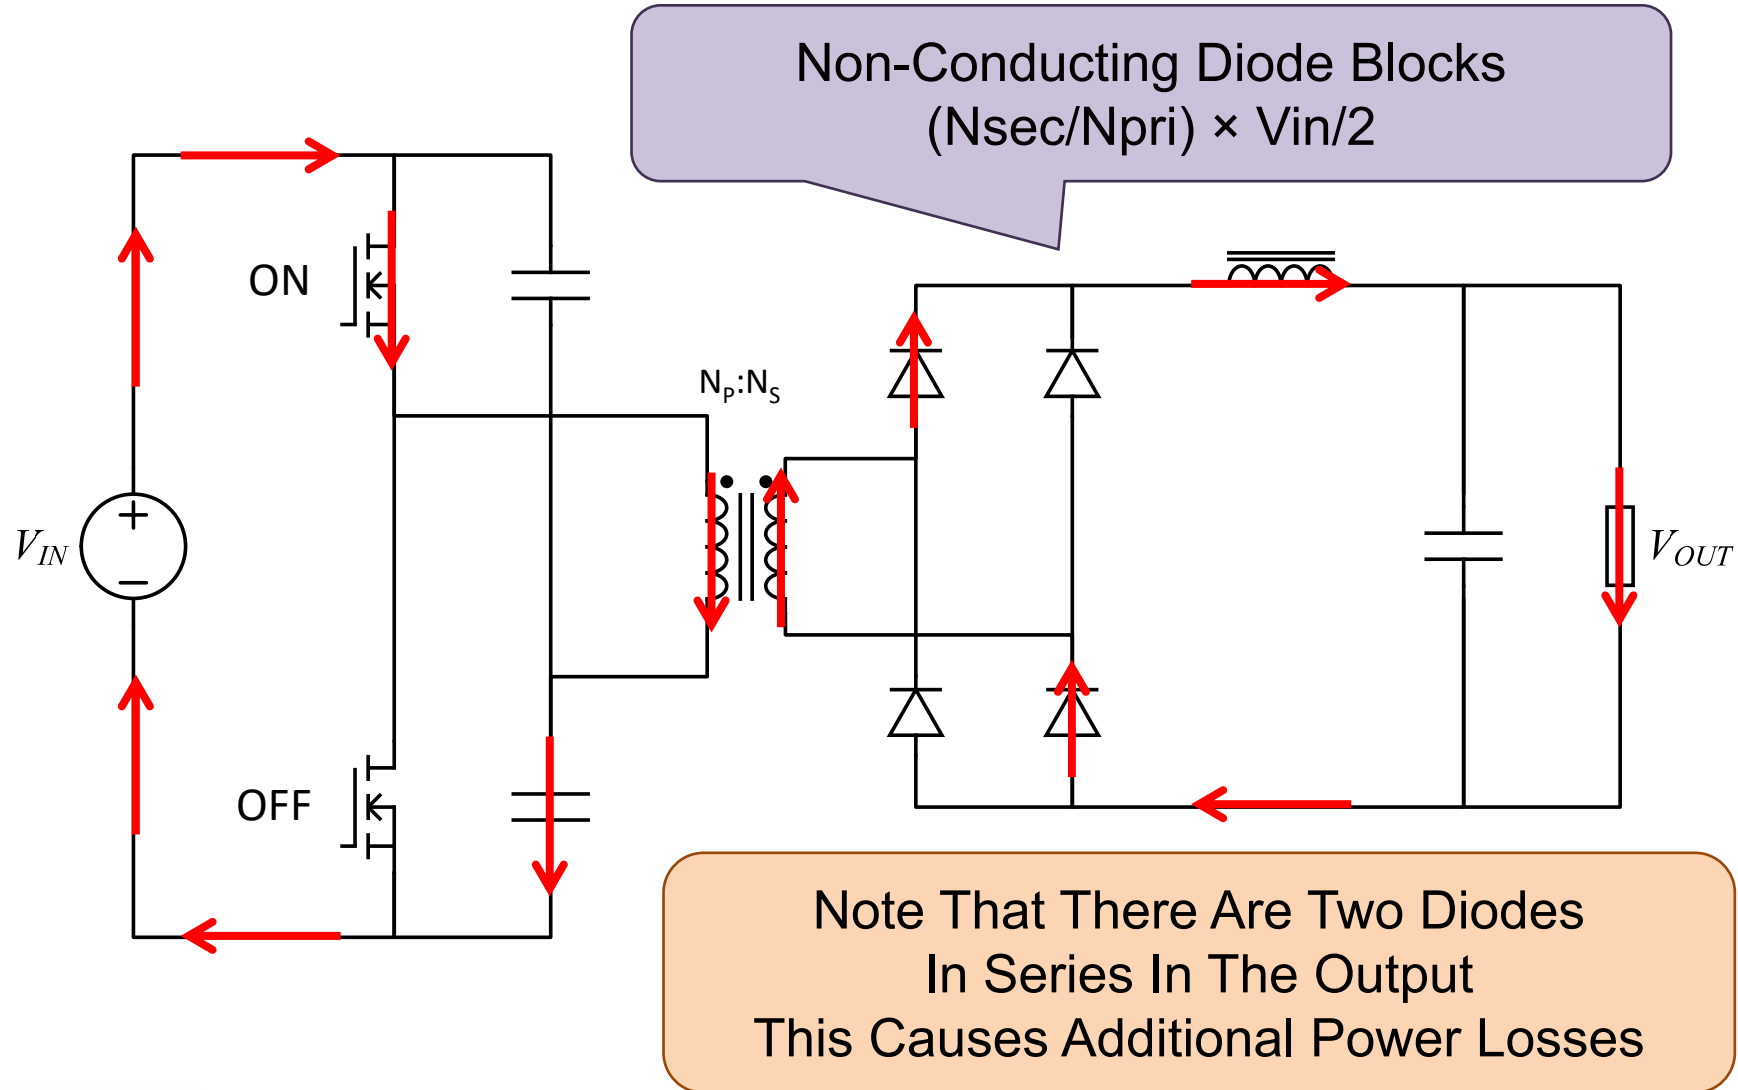 Non-Conducting Diode Blocks
(Nsec/Npri) × Vin/2
ON
N_P:N_S
V_IN
V_OUT
OFF
Note That There Are Two Diodes
In Series In The Output
This Causes Additional Power Losses